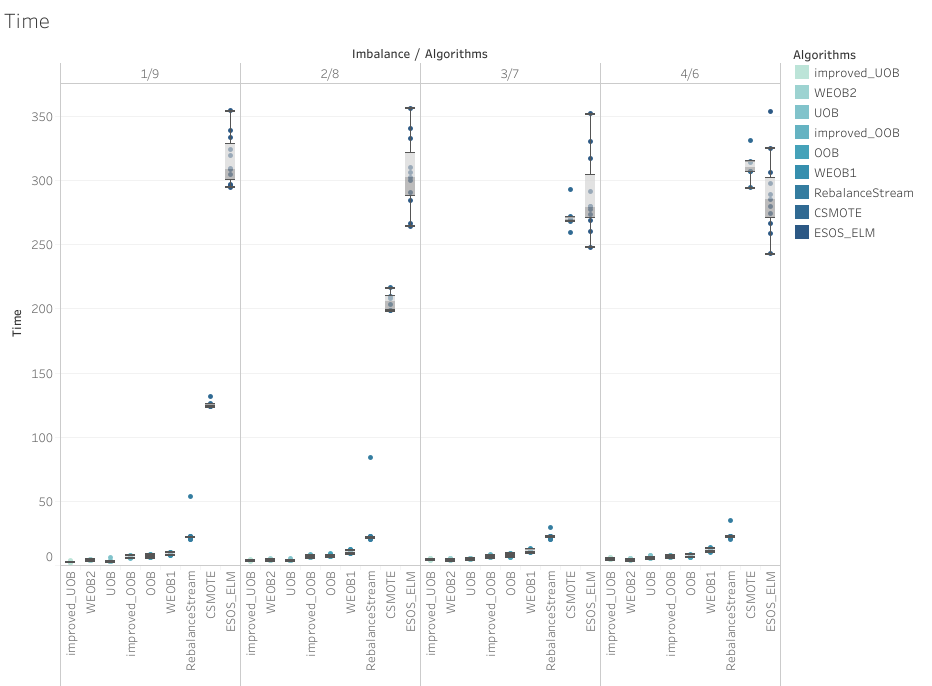 Time
Imbalance / Algorithms
1/9
2/8
3/7
4/6
Time
350
300
250
200
150
100
50
0
improved_UOB
WEOB2
UOB
improved_OOB
OOB
WEOB1
RebalanceStream
CSMOTE
ESOS_ELM
improved_UOB
WEOB2
UOB
improved_OOB
OOB
WEOB1
RebalanceStream
CSMOTE
ESOS_ELM
improved_UOB
WEOB2
UOB
improved_OOB
OOB
WEOB1
RebalanceStream
CSMOTE
ESOS_ELM
improved_UOB
WEOB2
UOB
improved_OOB
OOB
WEOB1
RebalanceStream
CSMOTE
ESOS_ELM
Algorithms
improved_UOB
WEOB2
UOB
improved_OOB
OOB
WEOB1
RebalanceStream
CSMOTE
ESOS_ELM